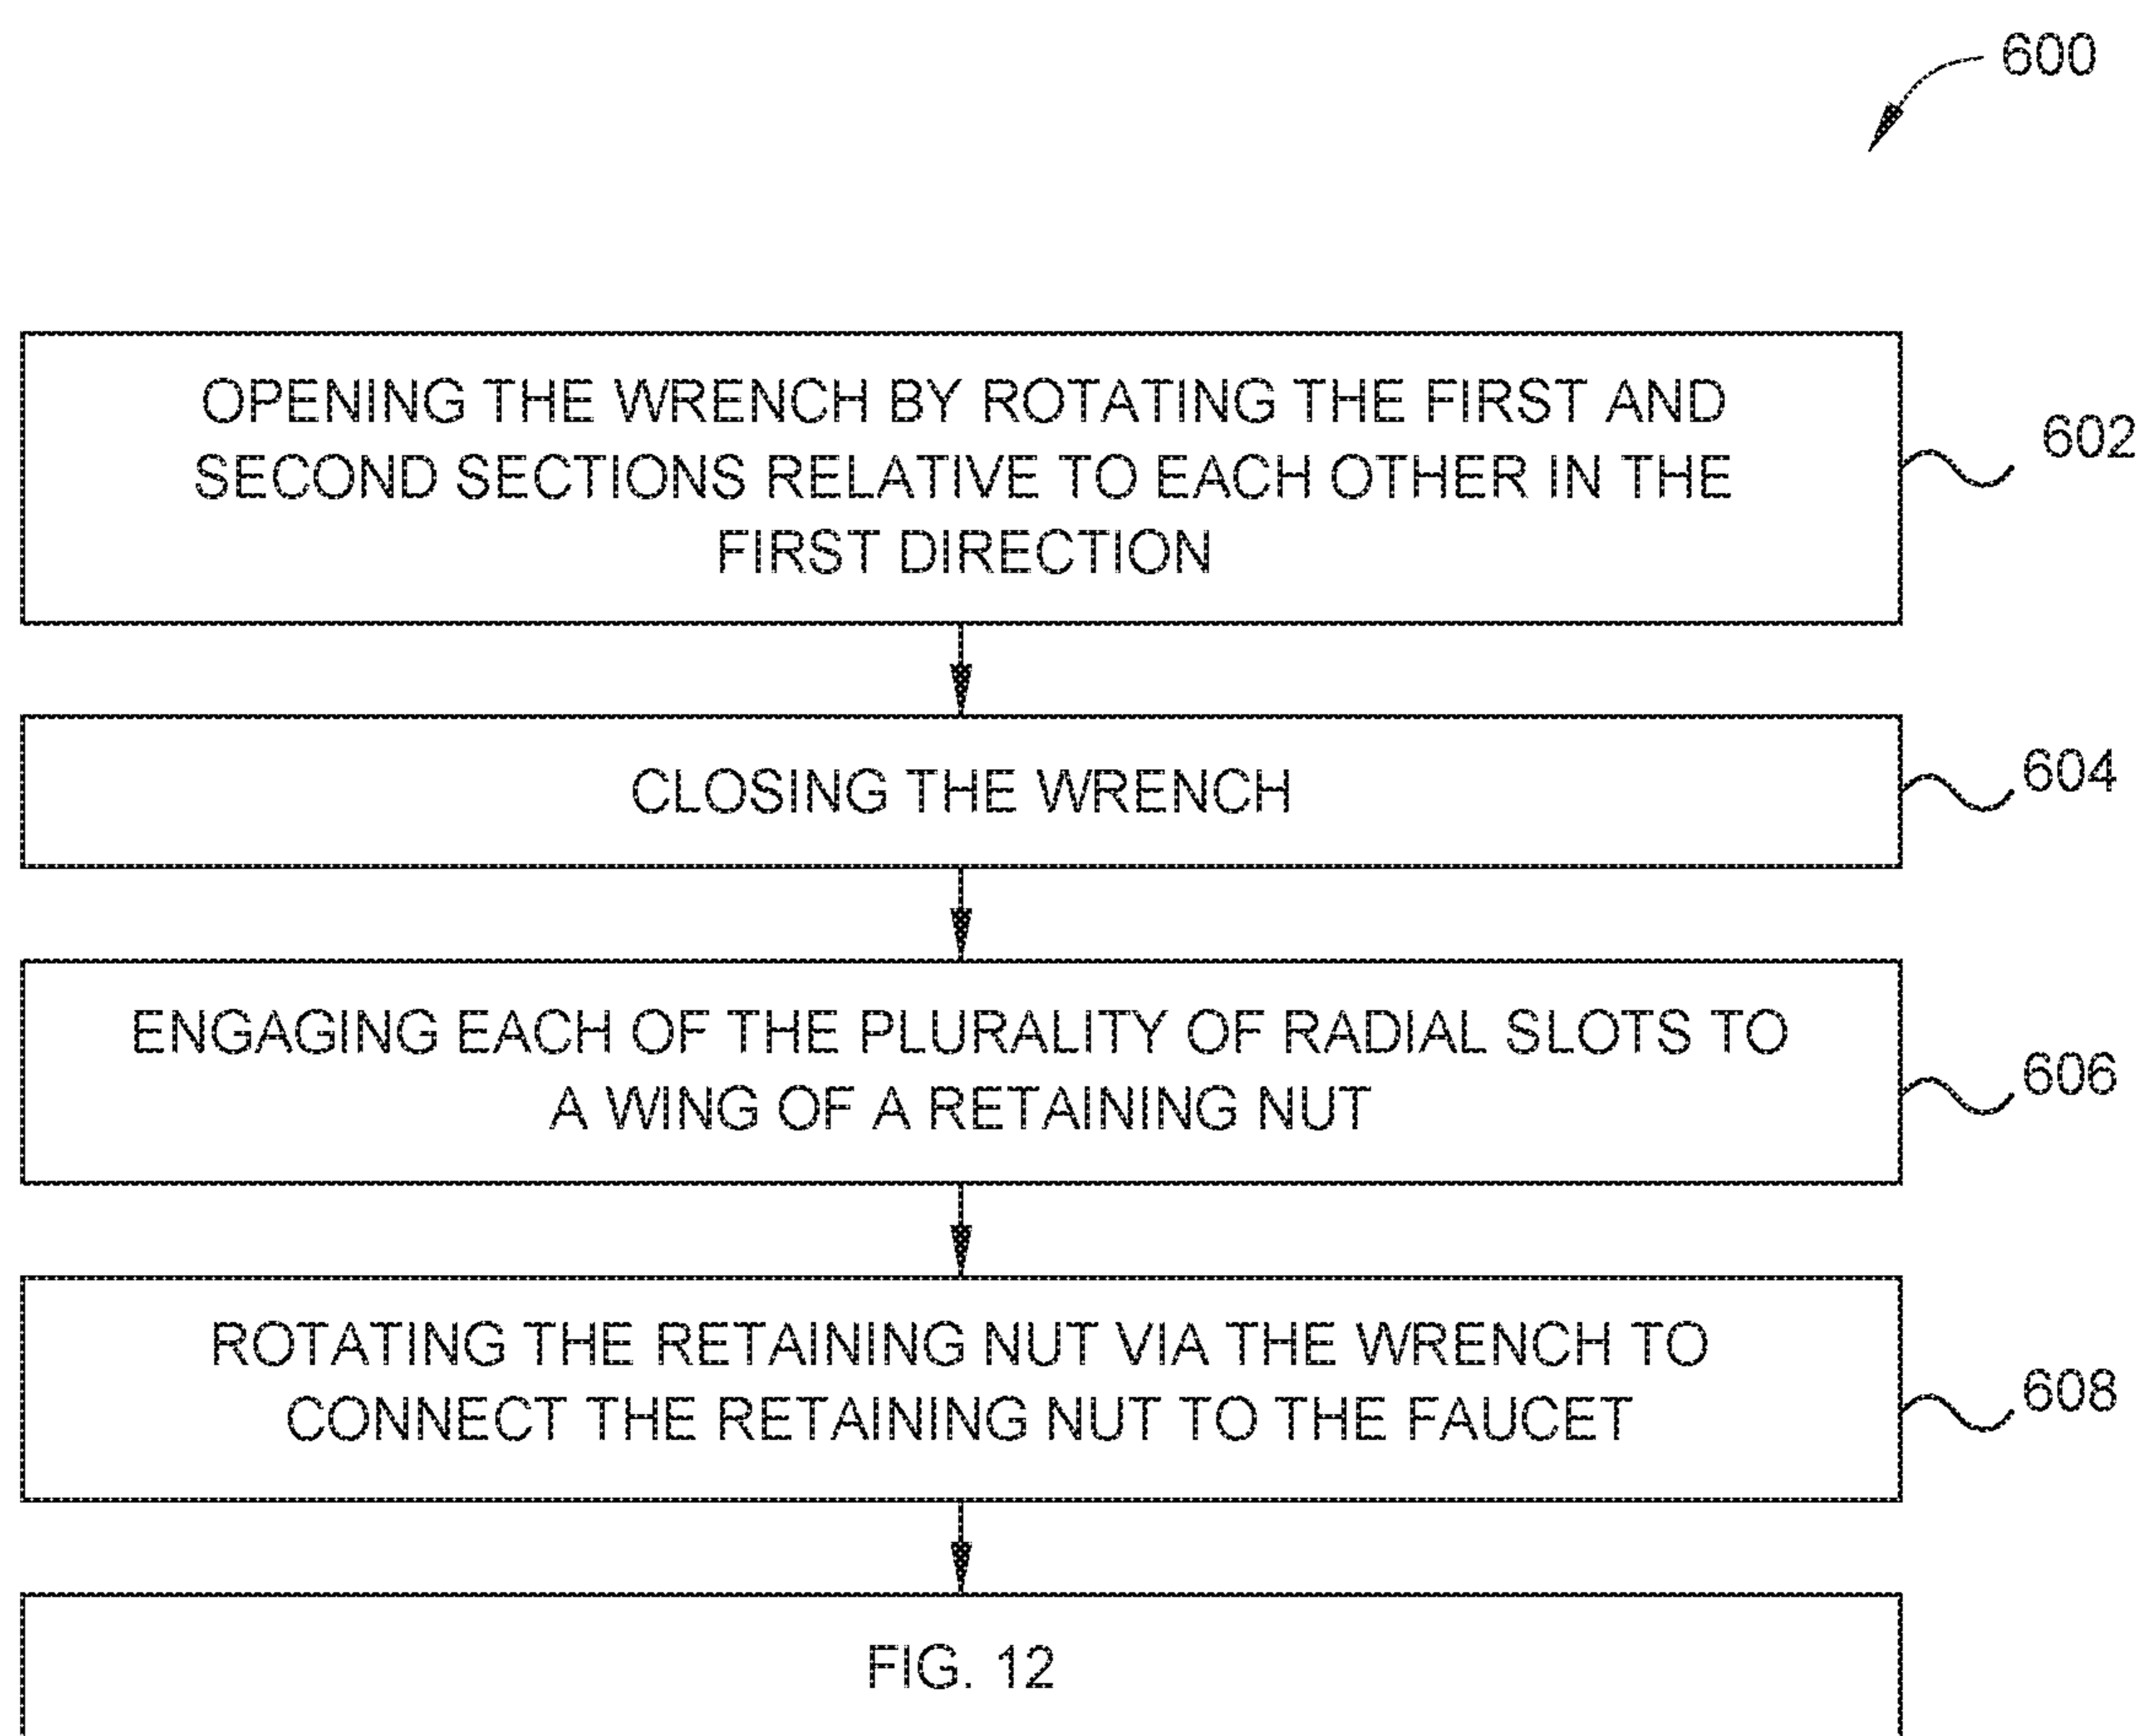 600
OPENING THE WRENCH BY ROTATING THE FIRST AND
SECOND SECTIONS RELATIVE TO EACH OTHER IN THE
FIRST DIRECTION
602
CLOSING THE WRENCH
604
ENGAGING EACH OF THE PLURALITY OF RADIAL SLOTS TO
A WING OF A RETAINING NUT
606
ROTATING THE RETAINING NUT VIA THE WRENCH TO
CONNECT THE RETAINING NUT TO THE FAUCET
608
FIG. 12